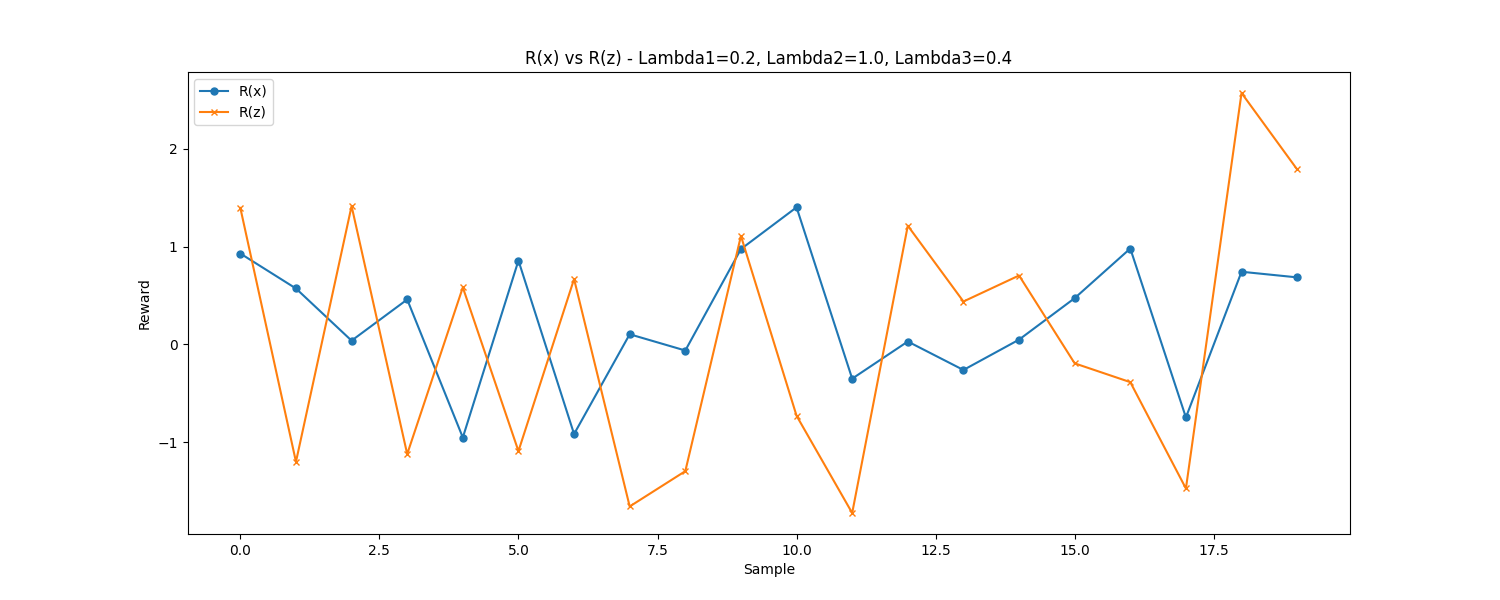 R(x) vs R(z) - Lambda1=0.2, Lambda2=1.0, Lambda3=0.4
R(x)
R(z)
Reward
2
1
0
−1
0.0 2.5 5.0 7.5 10.0 12.5 15.0 17.5
Sample